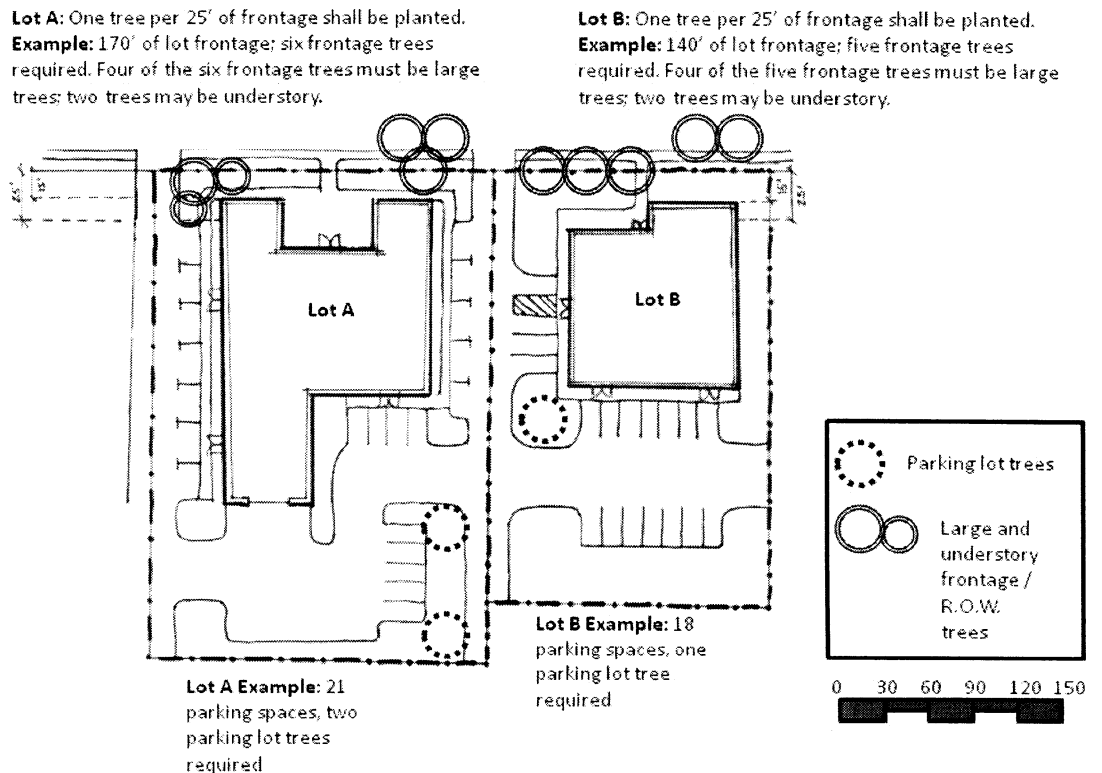 Lot A: One tree per 25' of frontage shall be planted.
Example: 170' of lot frontage; six frontage trees
required. Four of the six frontage trees must be large
trees; two trees may be understory.
Lot B: One tree per 25' of frontage shall be planted.
Example: 140' of lot frontage; five frontage trees
required. Four of the five frontage trees must be large
trees; two trees may be understory.
25'
15'
15'
25'
Lot A
Lot B
Parking lot trees
Large and
understory
frontage /
R.O.W.
trees
Lot B Example: 18
parking spaces, one
parking lot tree
required
Lot A Example: 21
parking spaces, two
parking lot trees
required
0 30 60 90 120 150